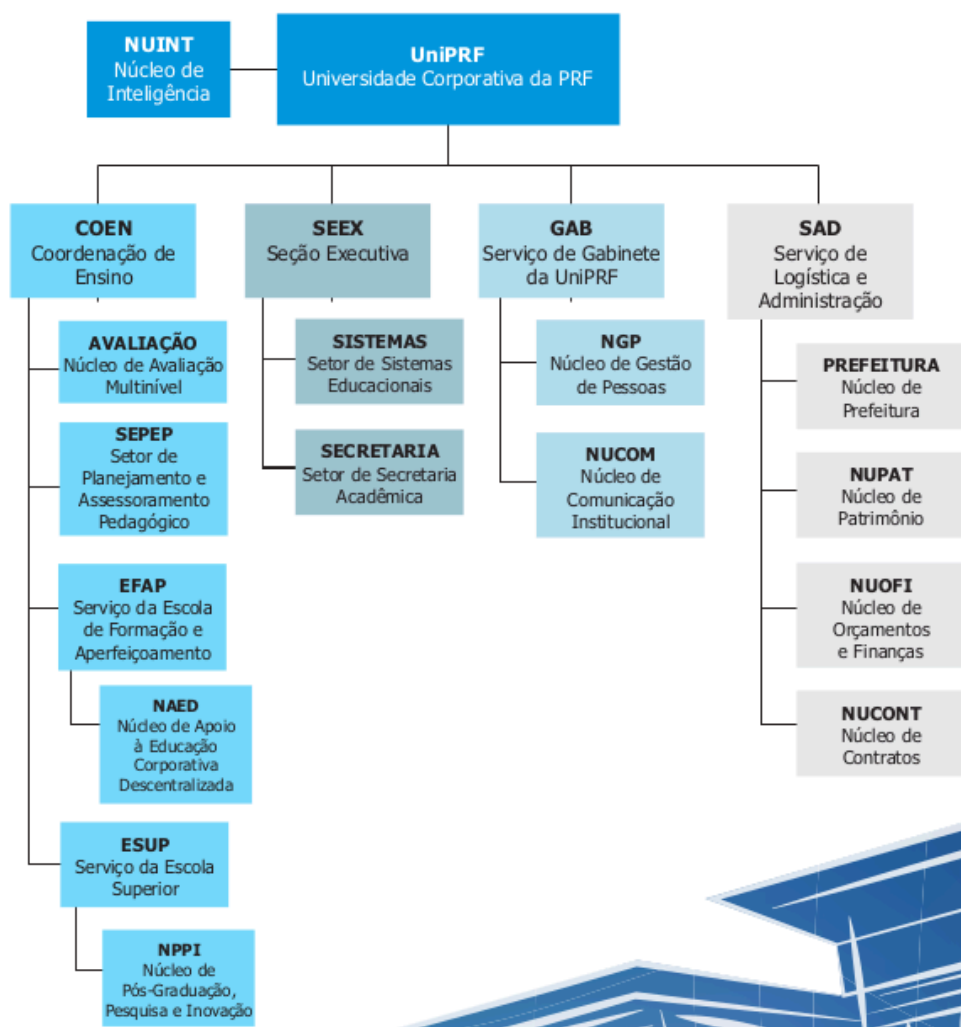 NUINT
Núcleo de
Inteligência
UniPRF
Universidade Corporativa da PRF
COEN
Coordenação de
Ensino
SEEX
Seção Executiva
GAB
Serviço de Gabinete
da UniPRF
SAD
Serviço de
Logística e
Administração
AVALIAÇÃO
Núcleo de Avaliação
Multinível
SEPEP
Setor de
Planejamento e
Assessoramento
Pedagógico
EFAP
Serviço da Escola
de Formação e
Aperfeiçoamento
NAED
Núcleo de Apoio
à Educação
Corporativa
Descentralizada
ESUP
Serviço da Escola
Superior
NPPI
Núcleo de
Pós-Graduação,
Pesquisa e Inovação
SISTEMAS
Setor de Sistemas
Educacionais
SECRETARIA
Setor de Secretaria
Acadêmica
NGP
Núcleo de Gestão
de Pessoas
NUCOM
Núcleo de
Comunicação
Institucional
PREFEITURA
Núcleo de
Prefeitura
NUPAT
Núcleo de
Patrimônio
NUOFI
Núcleo de
Orçamentos
e Finanças
NUCONT
Núcleo de
Contratos